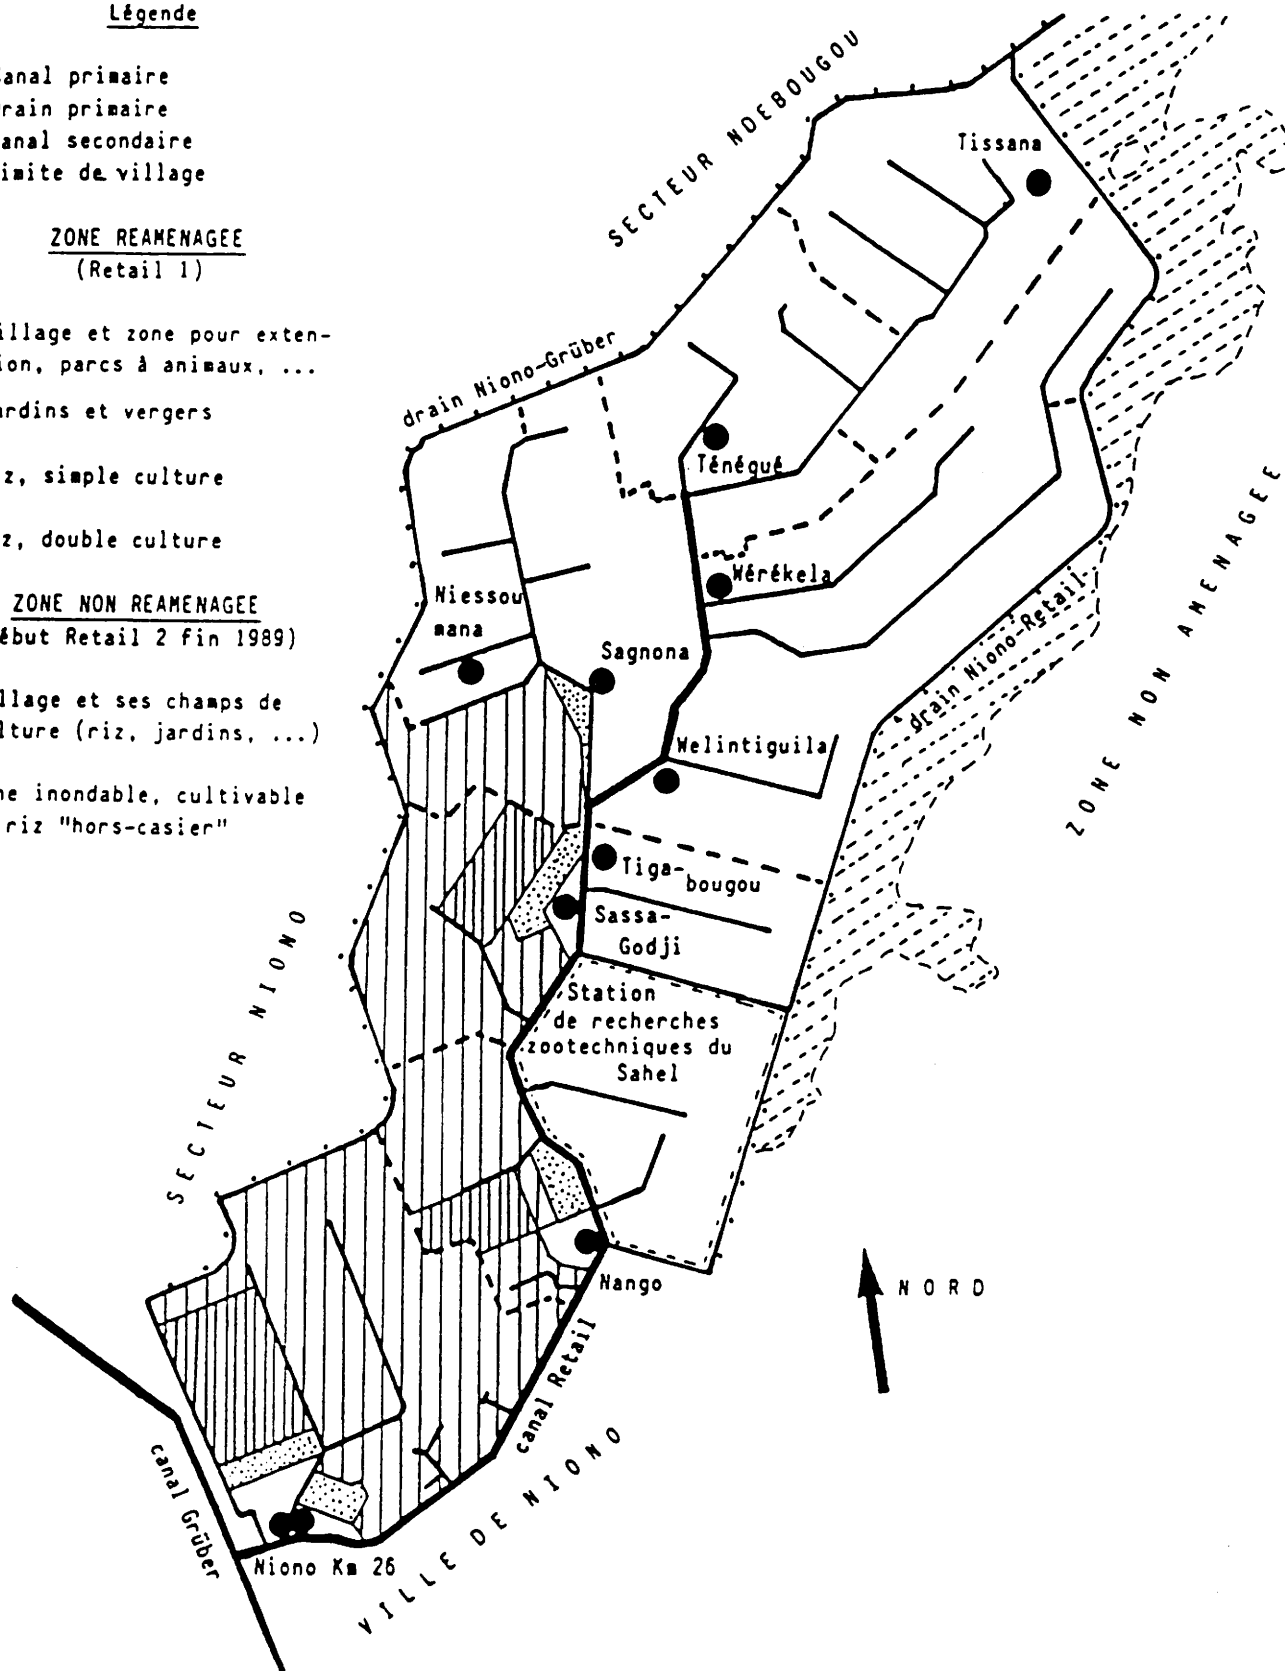 Légende
anal primaire
rain primaire
anal secondaire
imite de village
ZONE REAMENAGEE
(Retail 1)
illage et zone pour exten-
ion, parcs à animaux, ...
ardins et vergers
z, simple culture
z, double culture
ZONE NON REAMENAGEE
ébut Retail 2 fin 1989)
llage et ses champs de
lture (riz, jardins, ...)
ne inondable, cultivable
riz "hors-casier"
SECTEUR NDEBOUGOU
Tissana
drain Niono-Grüber
Ténégué
Wérékela
Niessou
mana
Sagnona
drain Niono-Retail
ZONE NON AMENAGEE
Welintiguila
Tiga-
bougou
Sassa-
Godji
SECTEUR NIONO
Station
de recherches
zootechniques du
Sahel
Nango
NORD
canal Retail
canal Grüber
Niono Km 26
VILLE DE NIONO